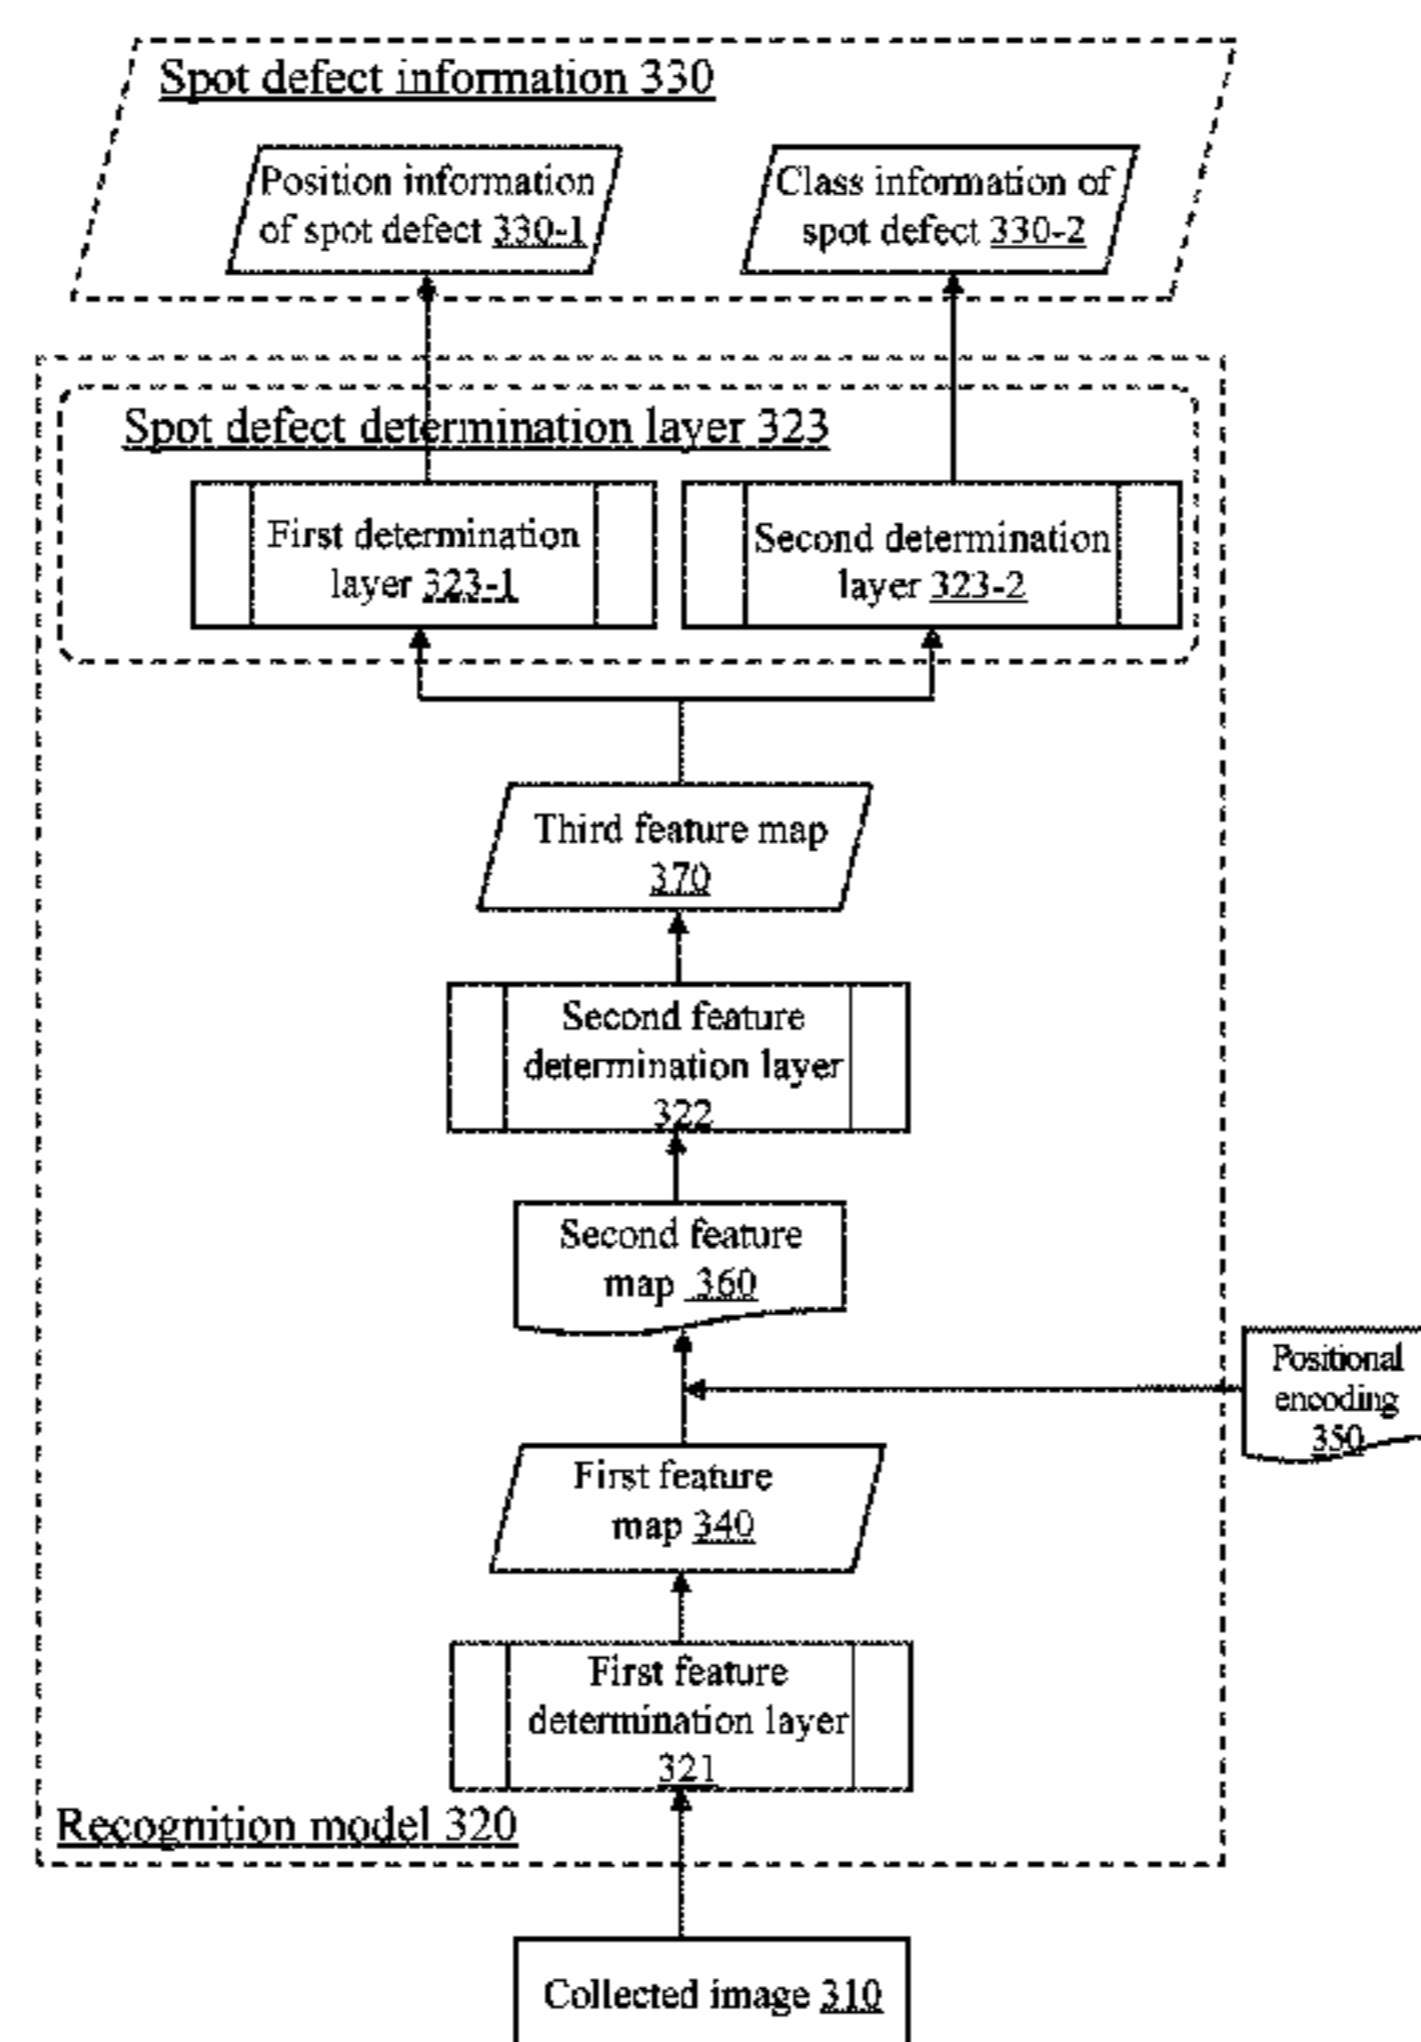 Spot defect information 330
Position information
of spot defect 330-1
Class information of
spot defect 330-2
Spot defect determination layer 323
First determination
layer 323-1
Second determination
layer 323-2
Third feature map
370
Second feature
determination layer
322
Second feature
map 360
Positional
encoding
350
First feature
map 340
First feature
determination layer
321
Recognition model 320
Collected image 310